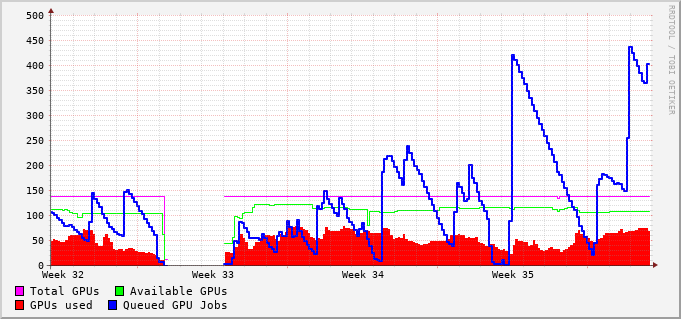 500
450
400
350
300
250
200
150
100
50
0
Week 32 Week 33 Week 34 Week 35
Total GPUs Available GPUs
GPUs used Queued GPU Jobs
RRDTOOL / TOBI OETIKER